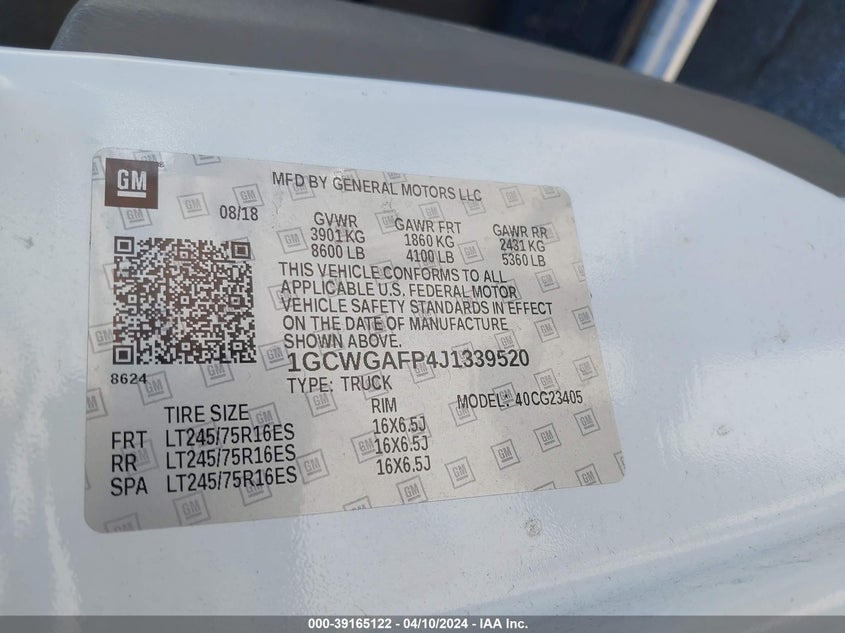 GM
MFD BY GENERAL MOTORS LLC
08/18
GVWR GAWR FRT GAWR RR
3901 KG 1860 KG 2431 KG
8600 LB 4100 LB 5360 LB
THIS VEHICLE CONFORMS TO ALL
APPLICABLE U.S. FEDERAL MOTOR
VEHICLE SAFETY STANDARDS IN EFFECT
ON THE DATE OF MANUFACTURE
SHOWN ABOVE.
8624
1GCWGAFP4J1339520
TYPE: TRUCK MODEL: 40CG23405
TIRE SIZE RIM
FRT LT245/75R16ES 16X6.5J
RR LT245/75R16ES 16X6.5J
SPA LT245/75R16ES 16X6.5J
000-39165122 - 04/10/2024 - IAA Inc.